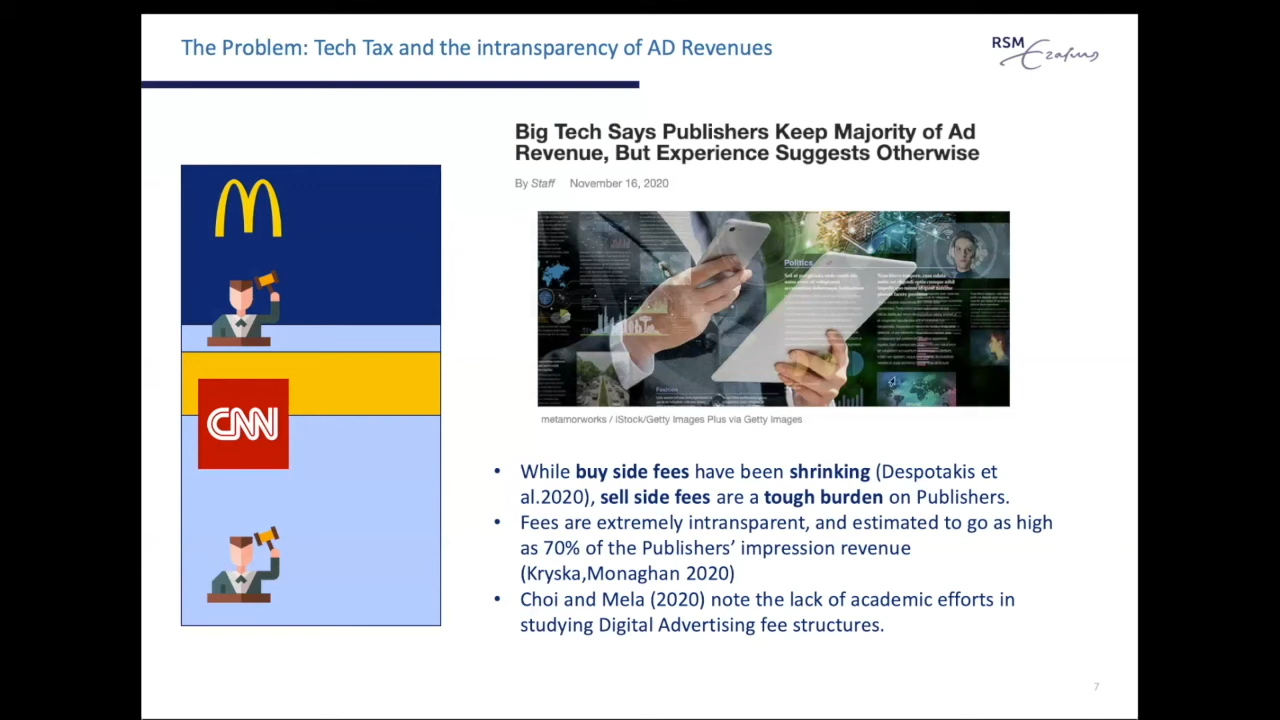 The Problem: Tech Tax and the intransparency of AD Revenues
RSM
Erafmus
Big Tech Says Publishers Keep Majority of Ad
Revenue, But Experience Suggests Otherwise
By Staff November 16, 2020
Politics
Fashion
metamorworks / iStock/Getty Images Plus via Getty Images
CNN
• While buy side fees have been shrinking (Despotakis et
al.2020), sell side fees are a tough burden on Publishers.
• Fees are extremely intransparent, and estimated to go as high
as 70% of the Publishers’ impression revenue
(Kryska,Monaghan 2020)
• Choi and Mela (2020) note the lack of academic efforts in
studying Digital Advertising fee structures.
7